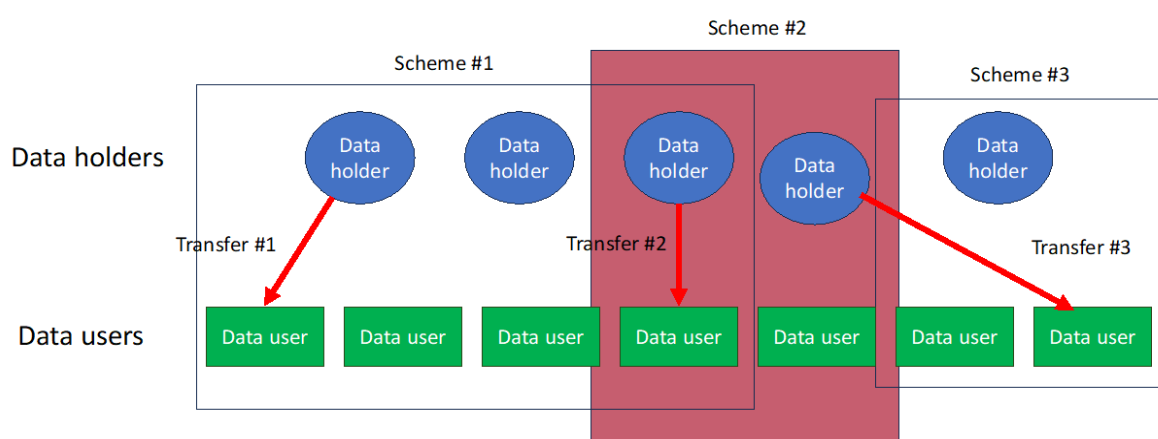 Scheme #2
Scheme #1
Scheme #3
Data holders
Data
holder
Data
holder
Data
holder
Data
holder
Data
holder
Transfer #1
Transfer #2
Transfer #3
Data users
Data user
Data user
Data user
Data user
Data user
Data user
Data user